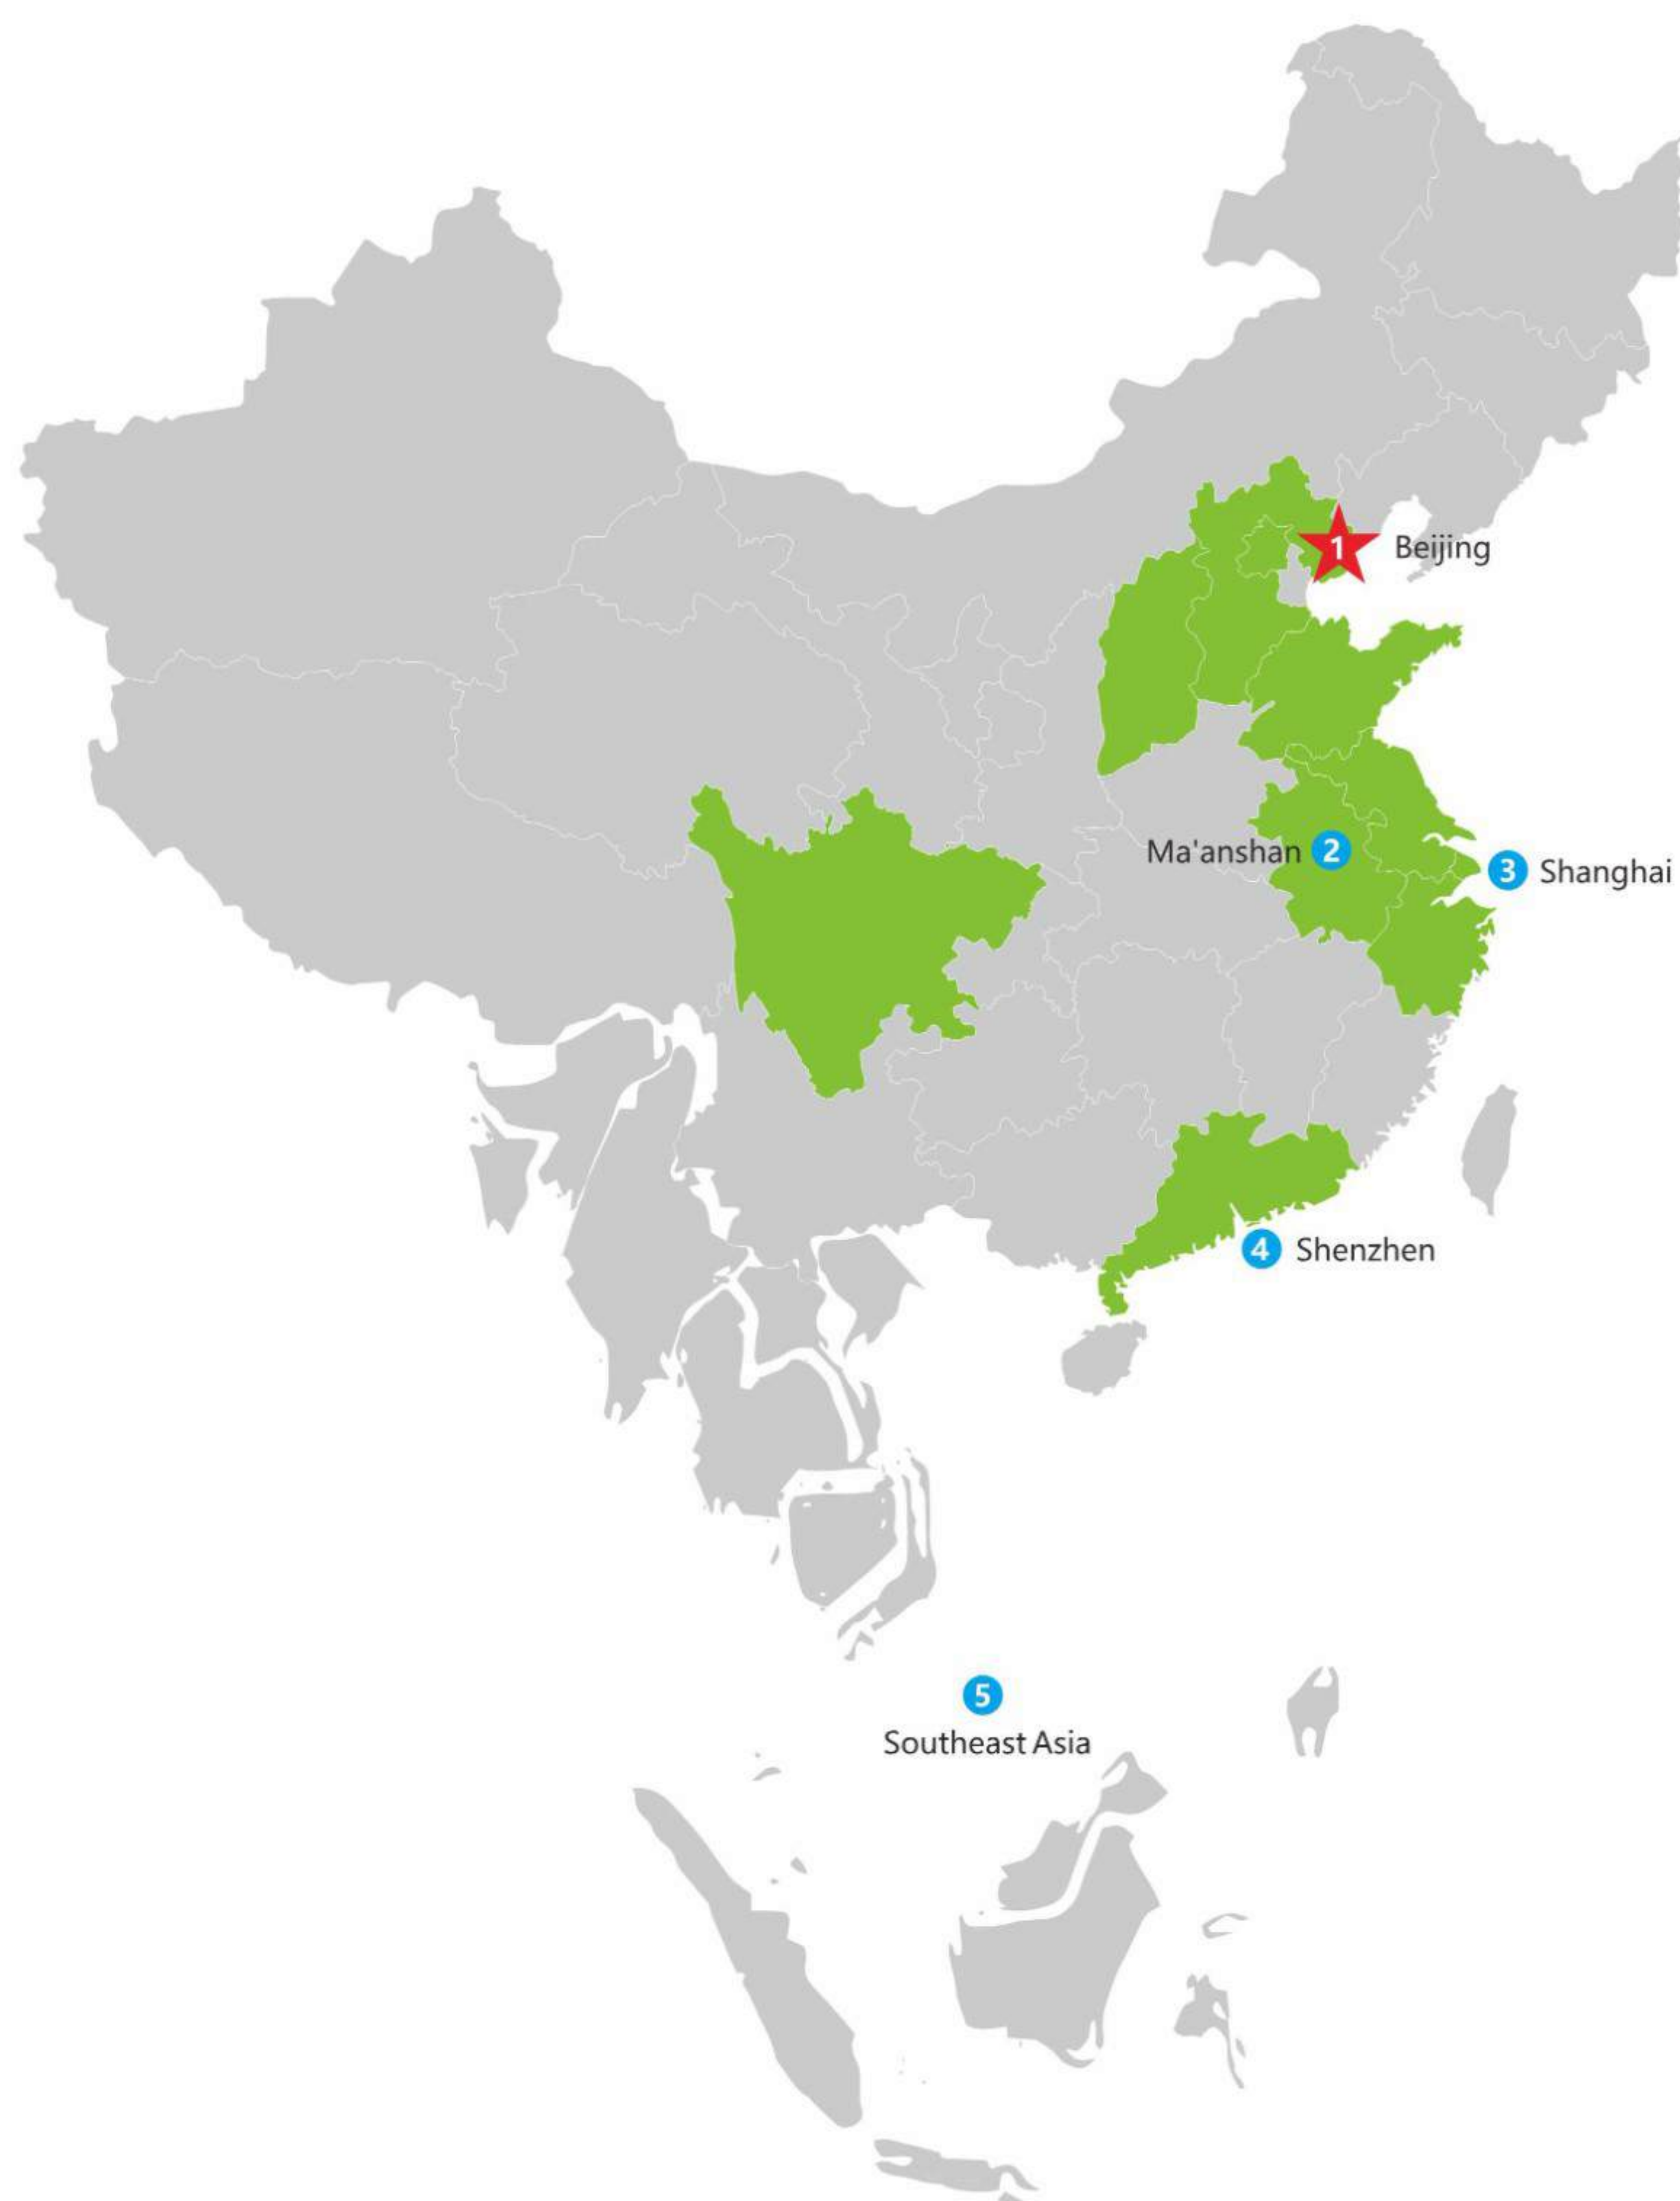 1 Beijing
Ma'anshan 2
3 Shanghai
4 Shenzhen
5
Southeast Asia